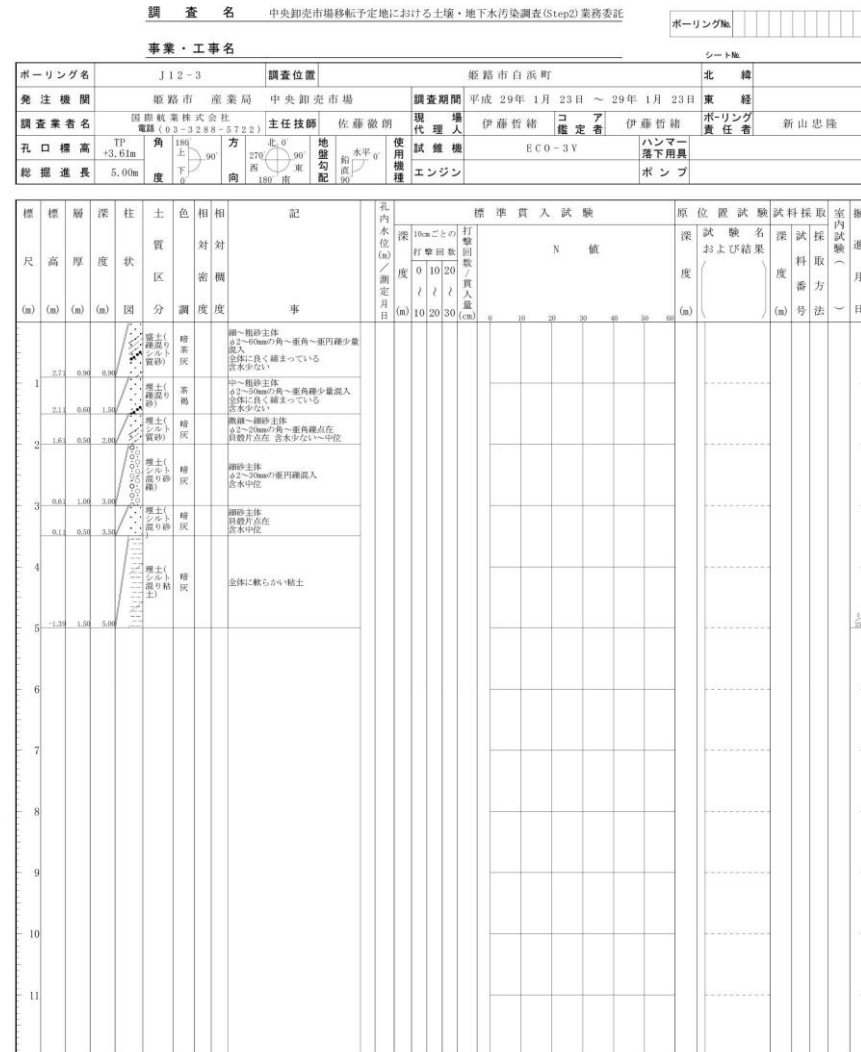 調査名 中央卸売市場移転予定地における土壌・地下水汚染調査(Step2)業務委託
ボーリングNo.
事業・工事名
シートNo.
ボーリング名 J12-3 調査位置 姫路市白浜町 北緯
発注機関 姫路市 産業局 中央卸売市場 調査期間 平成 29年 1月 23日 ~ 29年 1月 23日 東経
調査業者名 国際航業株式会社 電話(03-3288-5722) 主任技師 佐藤徹朗 現場代理人 伊藤哲緒 コア鑑定者 伊藤哲緒 ボーリング責任者 新山忠隆
孔口標高 TP +3.61m 角度 180° 上 下 0° 90° 方向 北 0° 270° 西 90° 東 180° 南 地盤勾配 水平 0° 鉛直 90° 使用機種 試錐機 ECO-3V ハンマー落下用具
総掘進長 5.00m エンジン ポンプ
標尺(m) 標高(m) 層厚(m) 深度(m) 柱状図 土質区分 色調 相対密度 相対稠度 記事 孔内水位(m)/測定月日 標準貫入試験 原位置試験 試料採取 室内試験( ) 掘進月日
深度(m) 10cmごとの打撃回数 0~10 10~20 20~30 打撃回数/貫入量(cm) N値 0 10 20 30 40 50 60 深度(m) 試験名および結果 深度(m) 試料番号 採取方法
2.71 0.90 0.90 盛土(礫混りシルト質砂) 暗茶灰 細~粗砂主体
φ2~60mmの角~亜角~亜円礫少量混入
全体に良く締まっている
含水少ない
1
2.11 0.60 1.50 埋土(礫混り砂) 茶褐 中~粗砂主体
φ2~50mmの角~亜角礫少量混入
全体に良く締まっている
含水少ない
1.61 0.50 2.00 埋土(シルト質砂) 暗灰 微細~細砂主体
φ2~20mmの角~亜角礫点在
貝殻片点在 含水少ない~中位
2
0.61 1.00 3.00 埋土(シルト混り砂礫) 暗灰 細砂主体
φ2~30mmの亜円礫混入
含水中位
3
0.11 0.50 3.50 埋土(シルト混り砂) 暗灰 細砂主体
貝殻片点在
含水中位
4
-1.39 1.50 5.00 埋土(シルト混り粘土) 暗灰 全体に軟らかい粘土
5
6
7
8
9
10
11